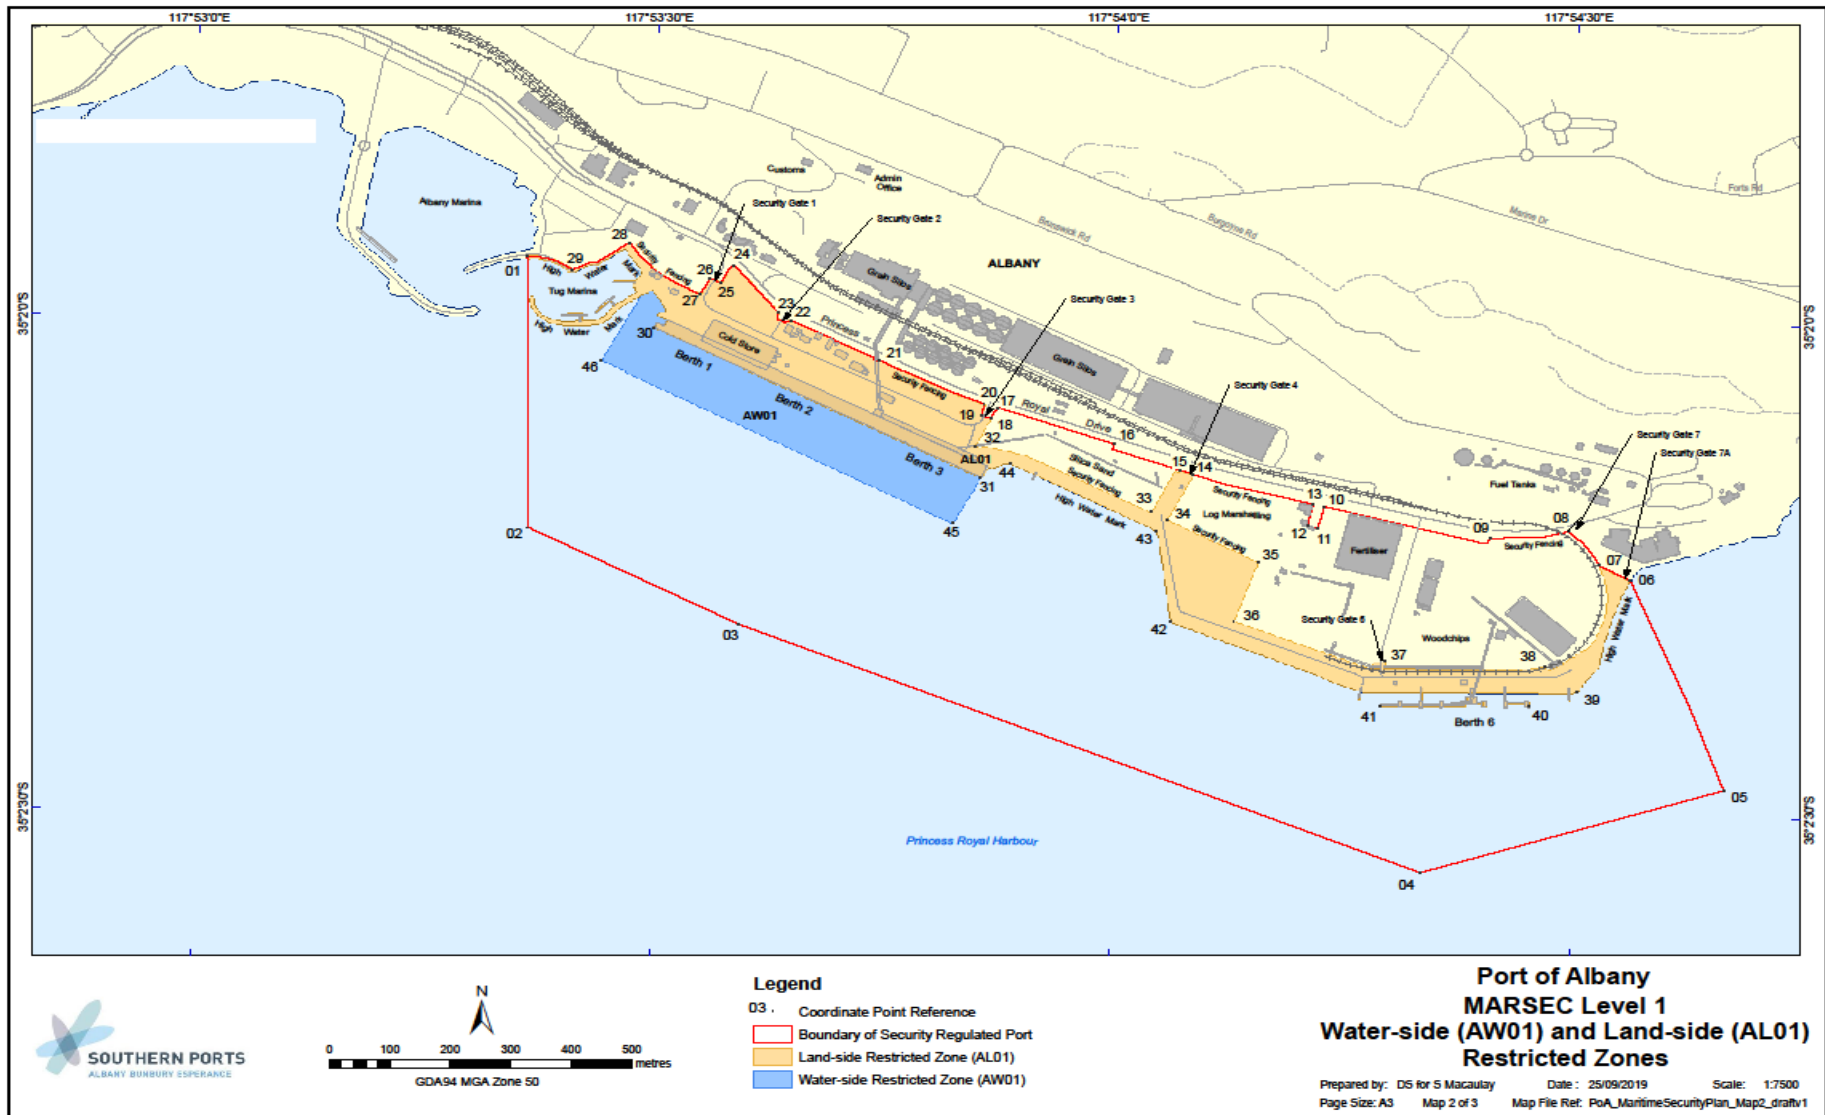 117°53'0"E
117°53'30"E
117°54'0"E
117°54'30"E
35°2'0"S
35°2'0"S
35°2'30"S
35°2'30"S
Albany Marina
Customs
Admin
Office
Security Gate 1
Security Gate 2
ALBANY
Brunswick Rd
Burgoyne Rd
Marine Dr
Forts Rd
Security Gate 3
Security Gate 4
Security Gate 7
Security Gate 7A
Grain Silos
Grain Silos
Fuel Tanks
Princess
Royal
Drive
01
29
28
26
24
27
25
23
22
21
20
17
19
18
16
32
15
14
13
10
12
11
09
08
07
06
High
Water
Mark
Security
Fencing
Tug Marina
High
Water
Mark
30
46
Cold Store
Berth 1
Berth 2
AW01
Security Fencing
Berth 3
AL01
44
31
45
Silica Sand
Security Fencing
High Water Mark
33
34
43
Security Fencing
Log Marshalling
Security Fencing
35
Fertiliser
Security Fencing
36
42
Security Gate 6
37
Woodchips
38
High Water Mark
39
41
40
Berth 6
02
03
04
05
Princess Royal Harbour
SOUTHERN PORTS
ALBANY BUNBURY ESPERANCE
N
0 100 200 300 400 500
metres
GDA94 MGA Zone 50
Legend
03 . Coordinate Point Reference
Boundary of Security Regulated Port
Land-side Restricted Zone (AL01)
Water-side Restricted Zone (AW01)
Port of Albany
MARSEC Level 1
Water-side (AW01) and Land-side (AL01)
Restricted Zones
Prepared by: DS for S Macaulay Date : 25/09/2019 Scale: 1:7500
Page Size: A3 Map 2 of 3 Map File Ref: PoA_MaritimeSecurityPlan_Map2_draftv1